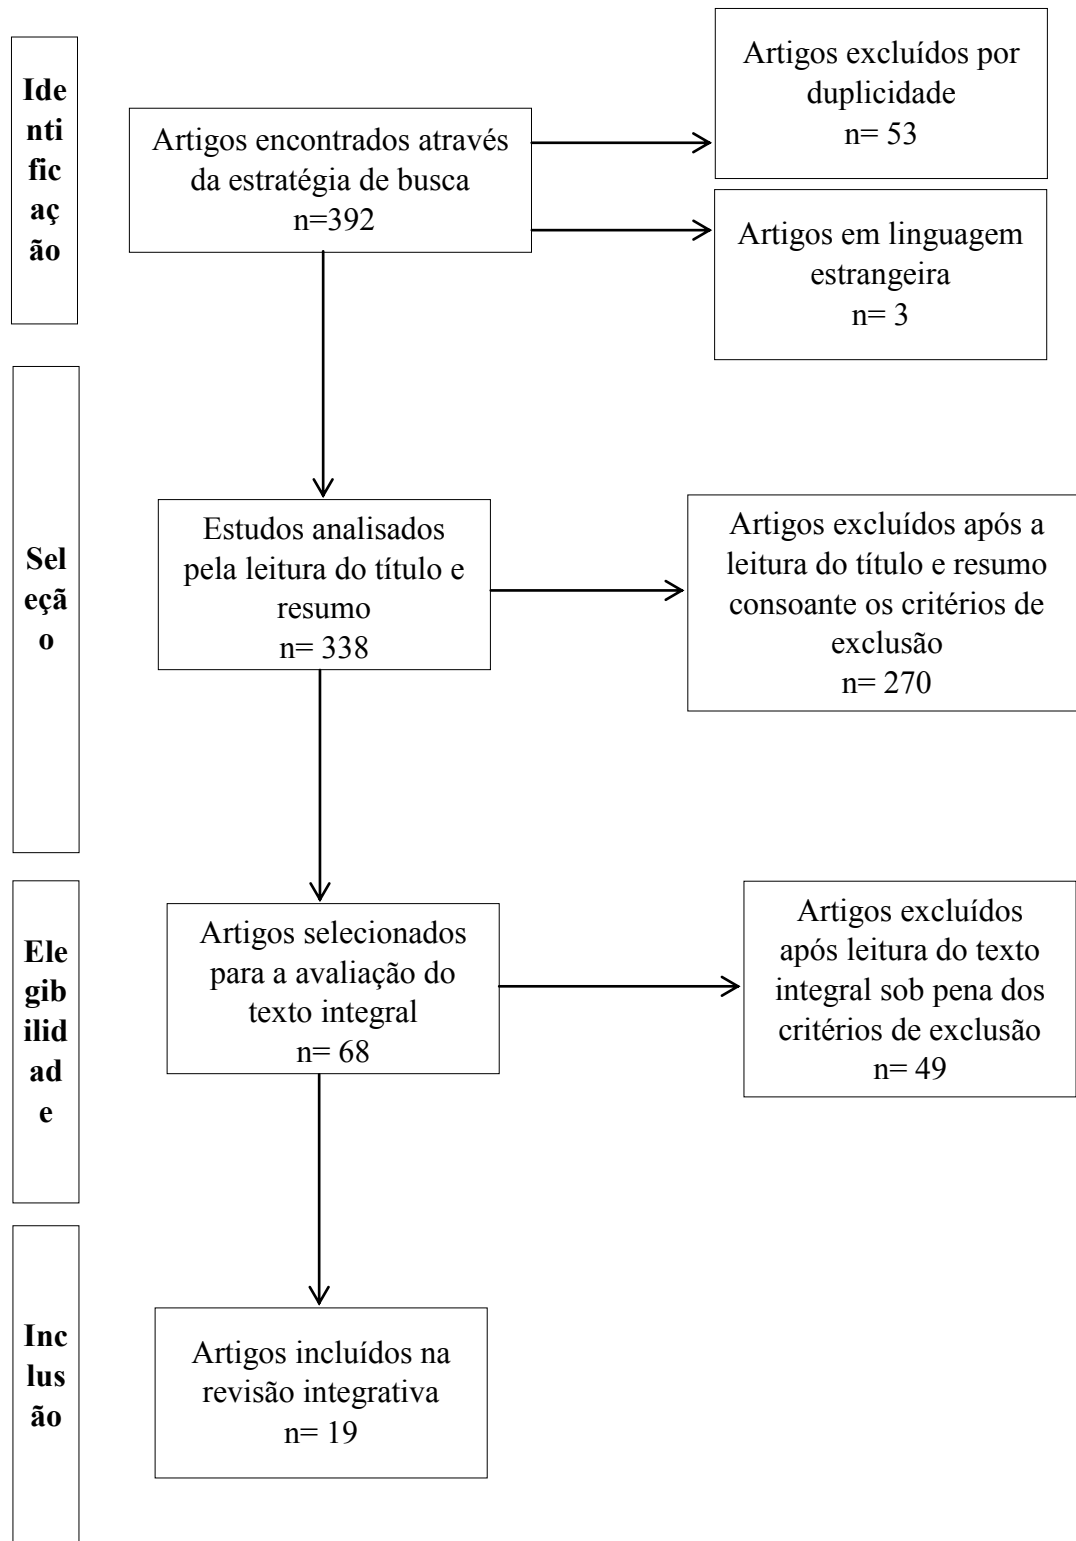 Ide
nti
fic
aç
ão
Artigos encontrados através
da estratégia de busca
n=392
Artigos excluídos por
duplicidade
n= 53
Artigos em linguagem
estrangeira
n= 3
Sel
eçã
o
Estudos analisados
pela leitura do título e
resumo
n= 338
Artigos excluídos após a
leitura do título e resumo
consoante os critérios de
exclusão
n= 270
Ele
gib
ilid
ad
e
Artigos selecionados
para a avaliação do
texto integral
n= 68
Artigos excluídos
após leitura do texto
integral sob pena dos
critérios de exclusão
n= 49
Inc
lus
ão
Artigos incluídos na
revisão integrativa
n= 19